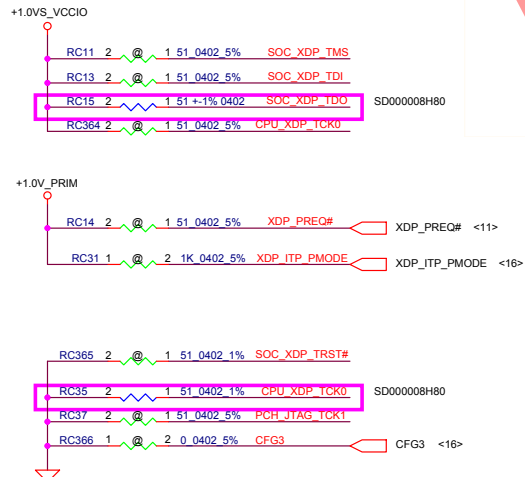 +1.0VS_VCCIO
RC11 2 @ 1 51_0402_5% SOC_XDP_TMS
RC13 2 @ 1 51_0402_5% SOC_XDP_TDI
RC15 2 1 51 +-1% 0402 SOC_XDP_TDO SD000008H80
RC364 2 @ 1 51_0402_5% CPU_XDP_TCK0
+1.0V_PRIM
RC14 2 @ 1 51_0402_5% XDP_PREQ# XDP_PREQ# <11>
RC31 1 @ 2 1K_0402_5% XDP_ITP_PMODE XDP_ITP_PMODE <16>
RC365 2 @ 1 51_0402_1% SOC_XDP_TRST#
RC35 2 1 51_0402_1% CPU_XDP_TCK0 SD000008H80
RC37 2 @ 1 51_0402_5% PCH_JTAG_TCK1
RC366 1 @ 2 0_0402_5% CFG3 CFG3 <16>